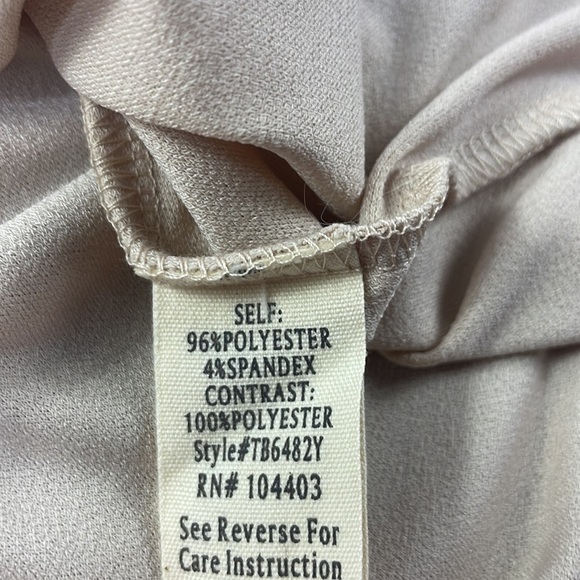 SELF:
96%POLYESTER
4%SPANDEX
CONTRAST:
100%POLYESTER
Style#TB6482Y
RN# 104403
See Reverse For
Care Instruction